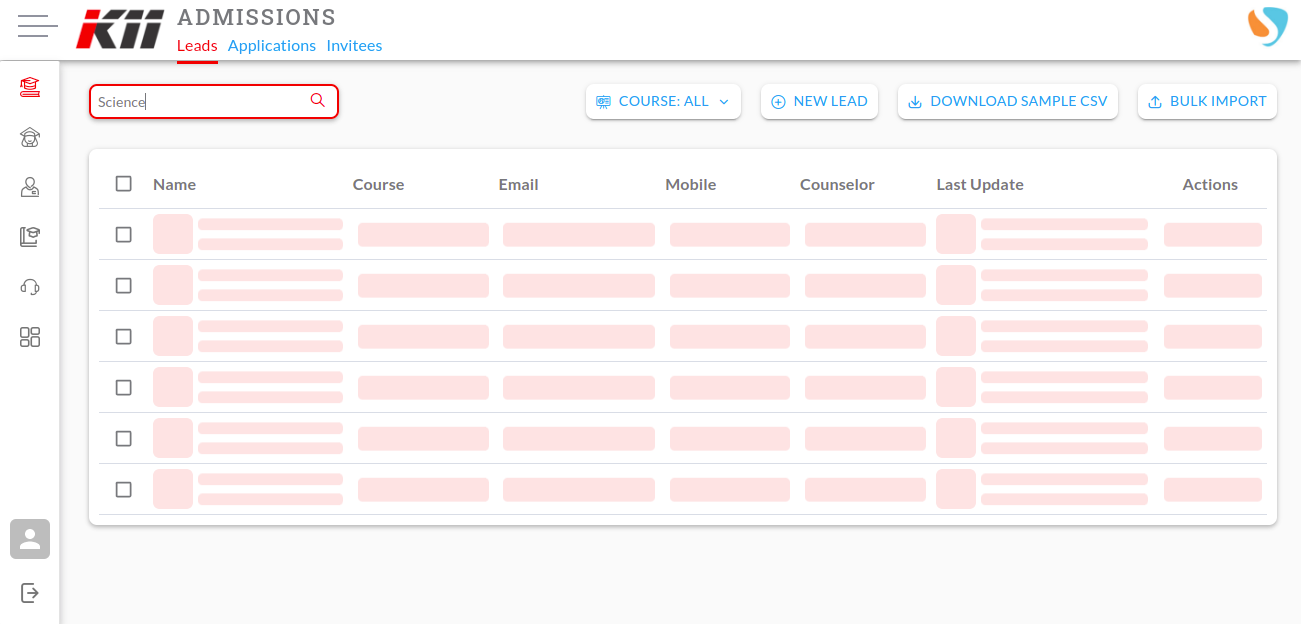 KII
ADMISSIONS
Leads Applications Invitees
Science
COURSE: ALL
NEW LEAD
DOWNLOAD SAMPLE CSV
BULK IMPORT
Name Course Email Mobile Counselor Last Update Actions